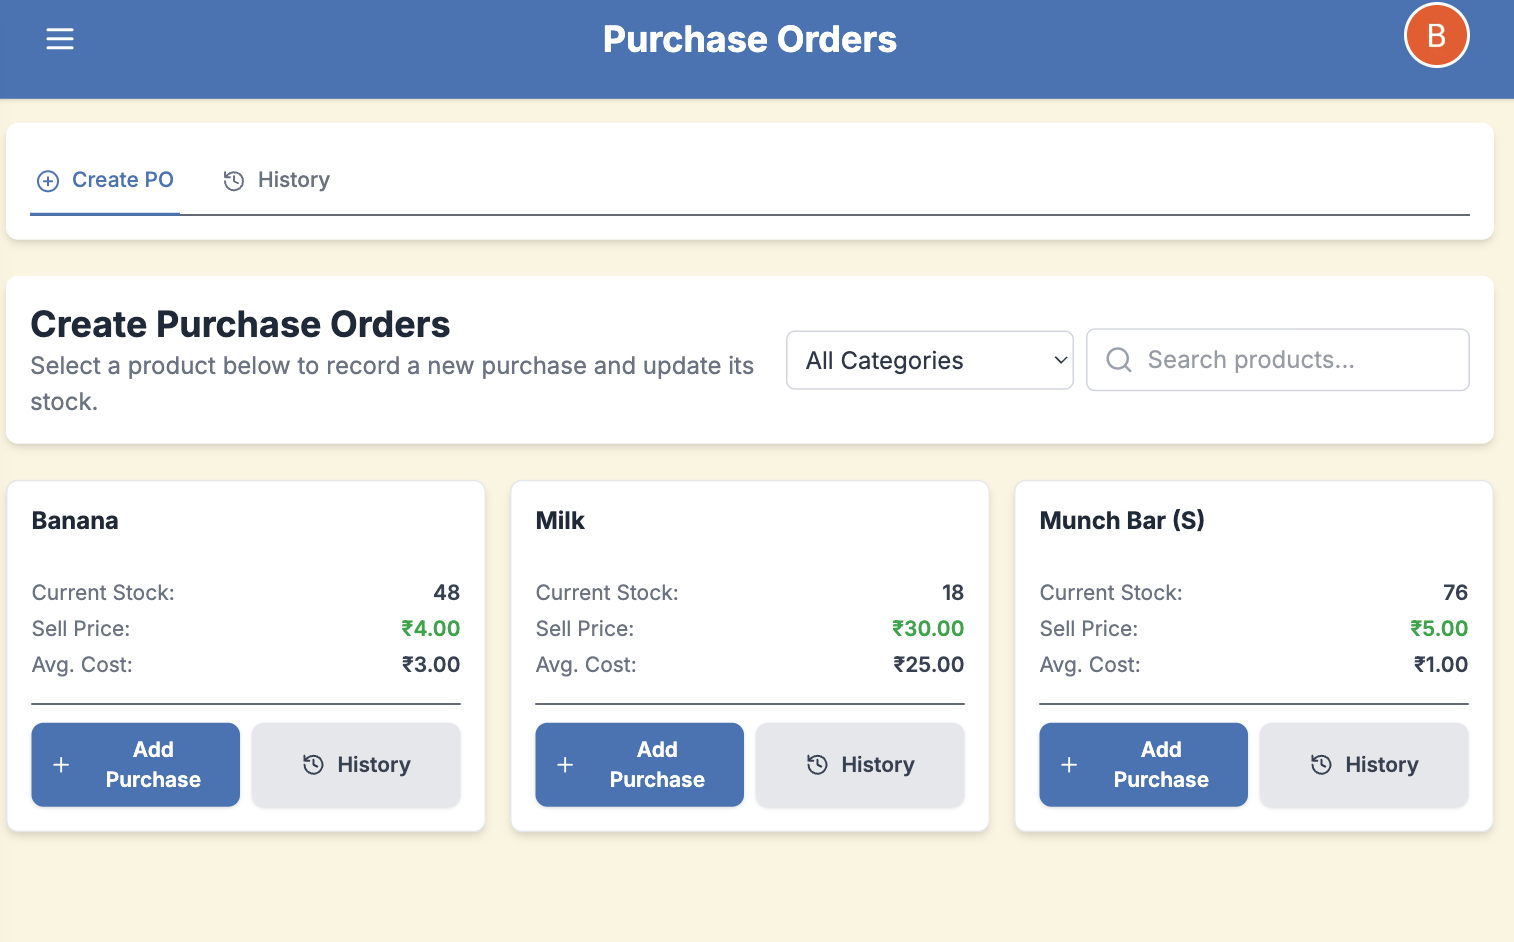 Purchase Orders
B
Create PO
History
Create Purchase Orders
Select a product below to record a new purchase and update its
stock.
All Categories
Search products...
Banana
Current Stock: 48
Sell Price: ₹4.00
Avg. Cost: ₹3.00
Add
Purchase
History
Milk
Current Stock: 18
Sell Price: ₹30.00
Avg. Cost: ₹25.00
Add
Purchase
History
Munch Bar (S)
Current Stock: 76
Sell Price: ₹5.00
Avg. Cost: ₹1.00
Add
Purchase
History